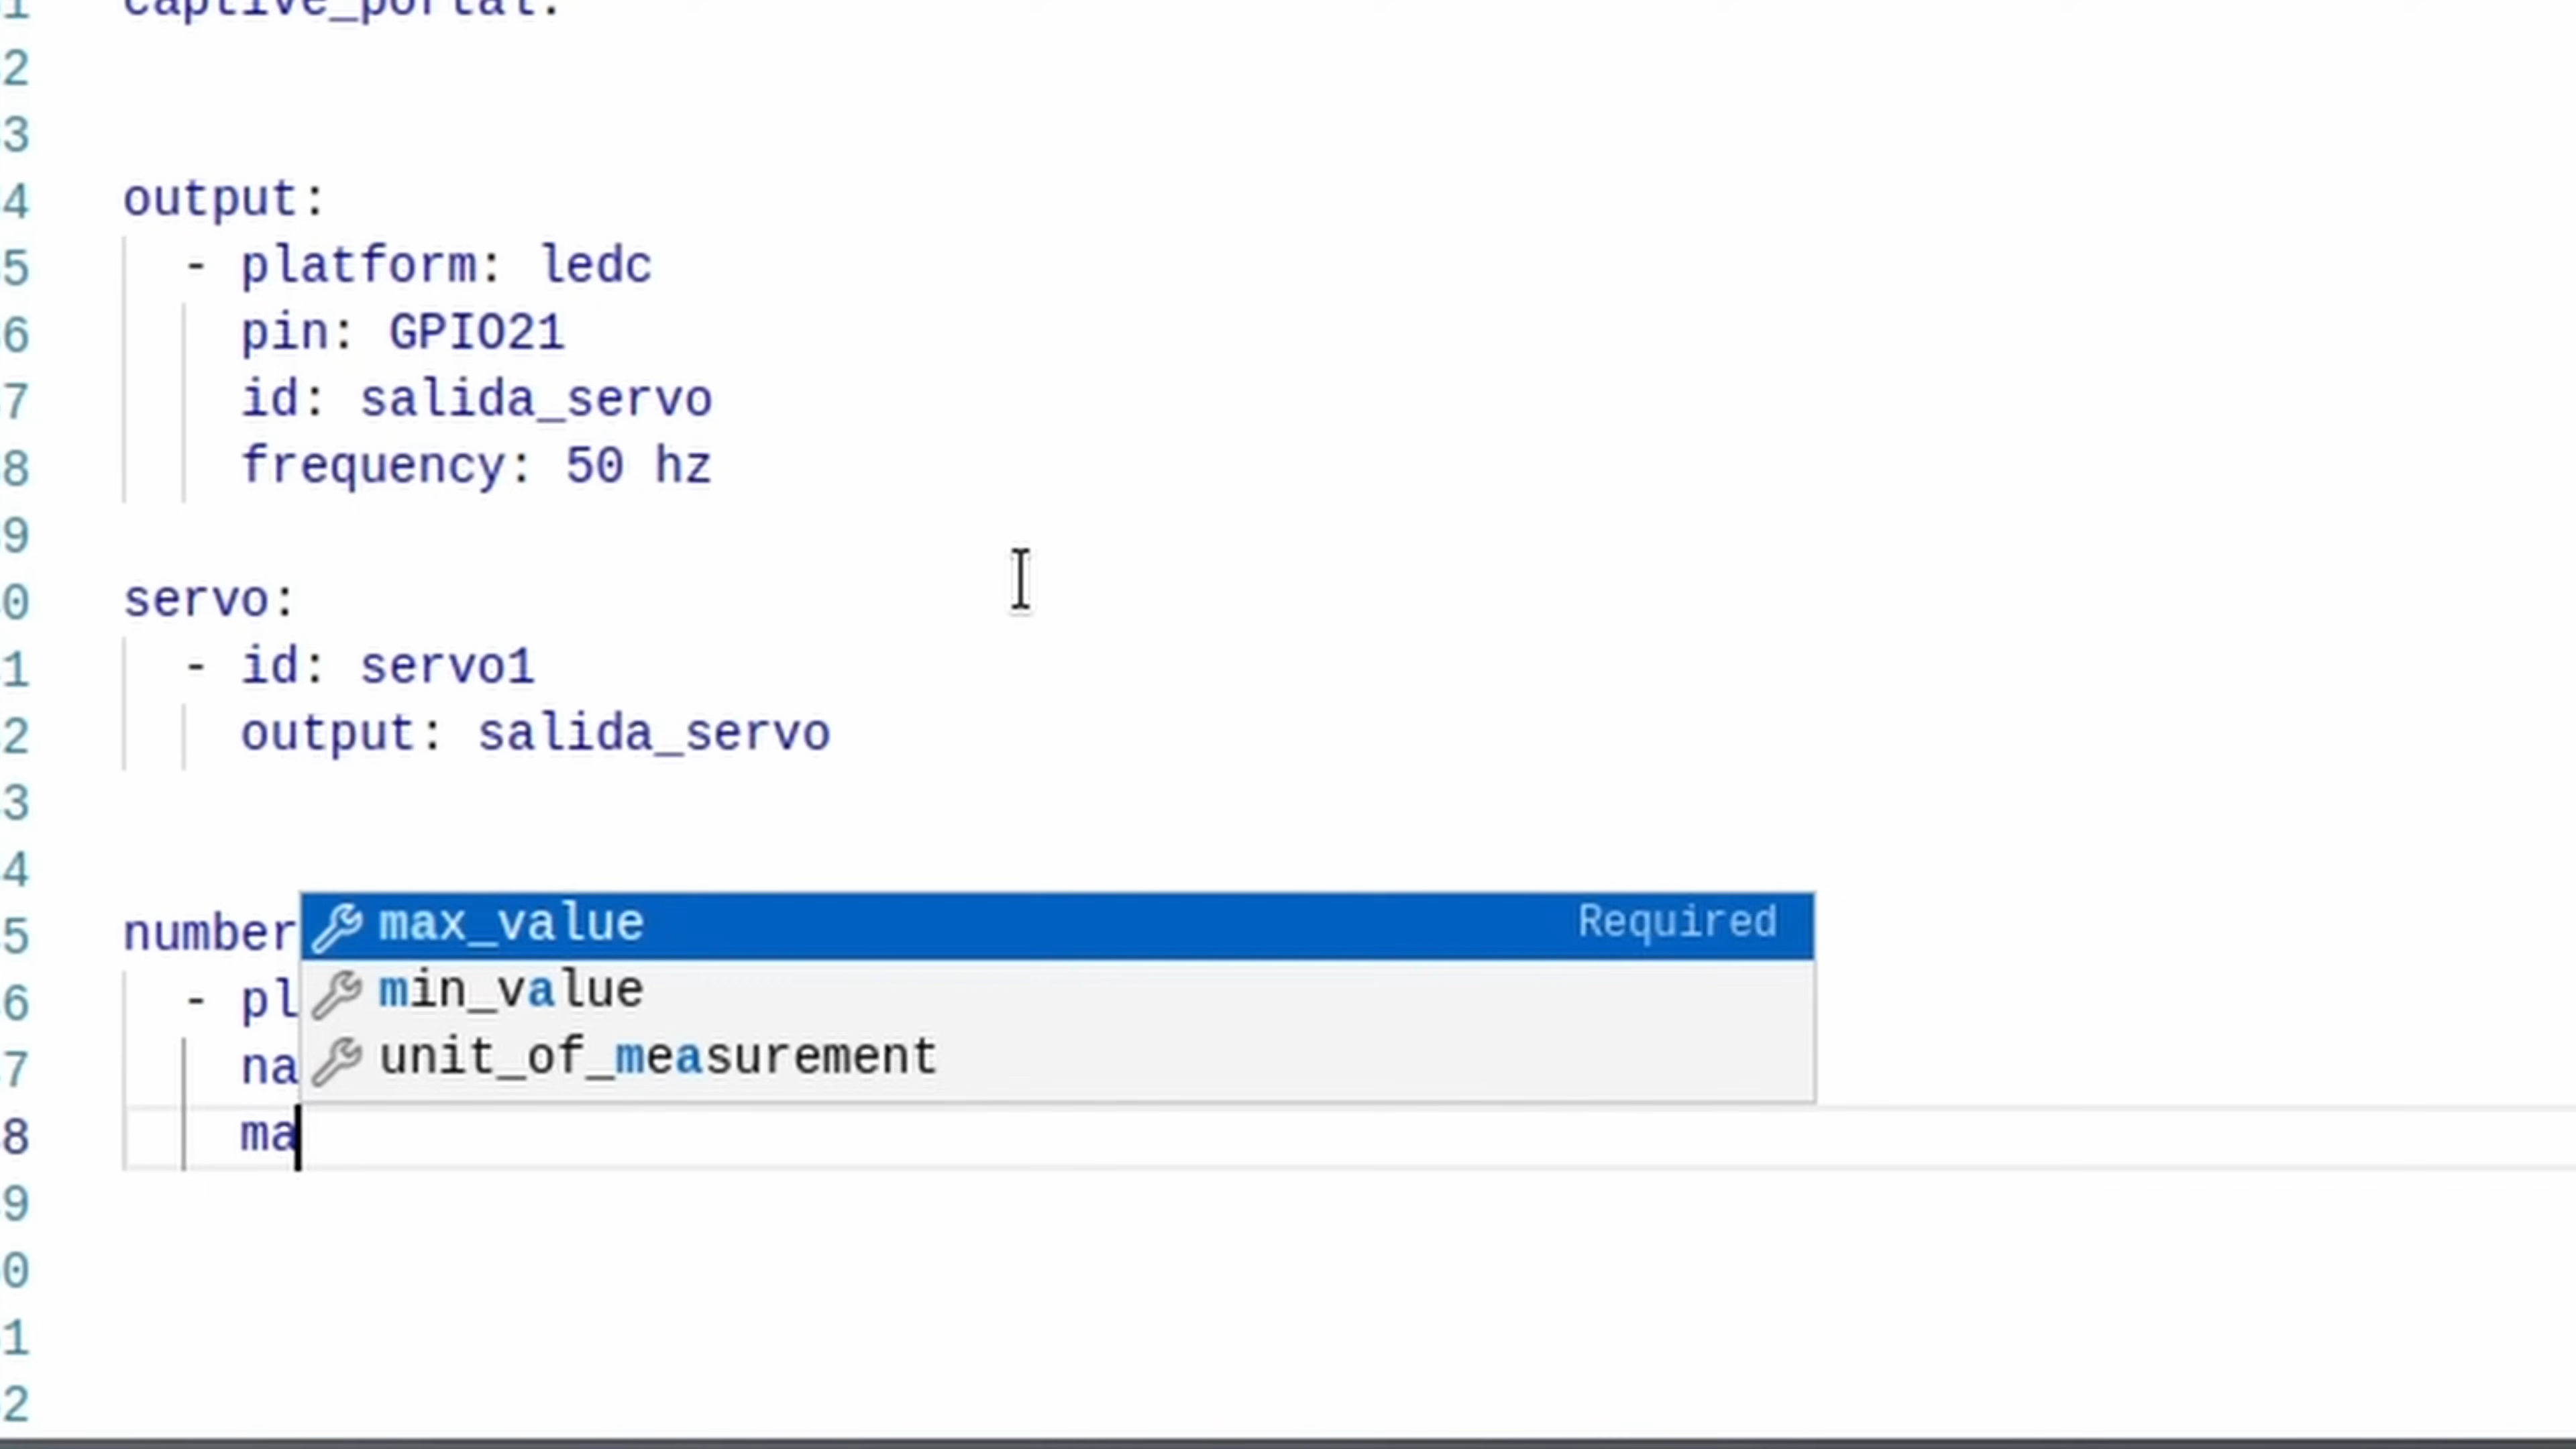 1 captive_portal:
2
3
4 output:
5 - platform: ledc
6 pin: GPIO21
7 id: salida_servo
8 frequency: 50 hz
9
0 servo:
1 - id: servo1
2 output: salida_servo
3
4
5 number
6 - pl
7 na
8 ma
max_value Required
min_value
unit_of_measurement
9
0
1
2